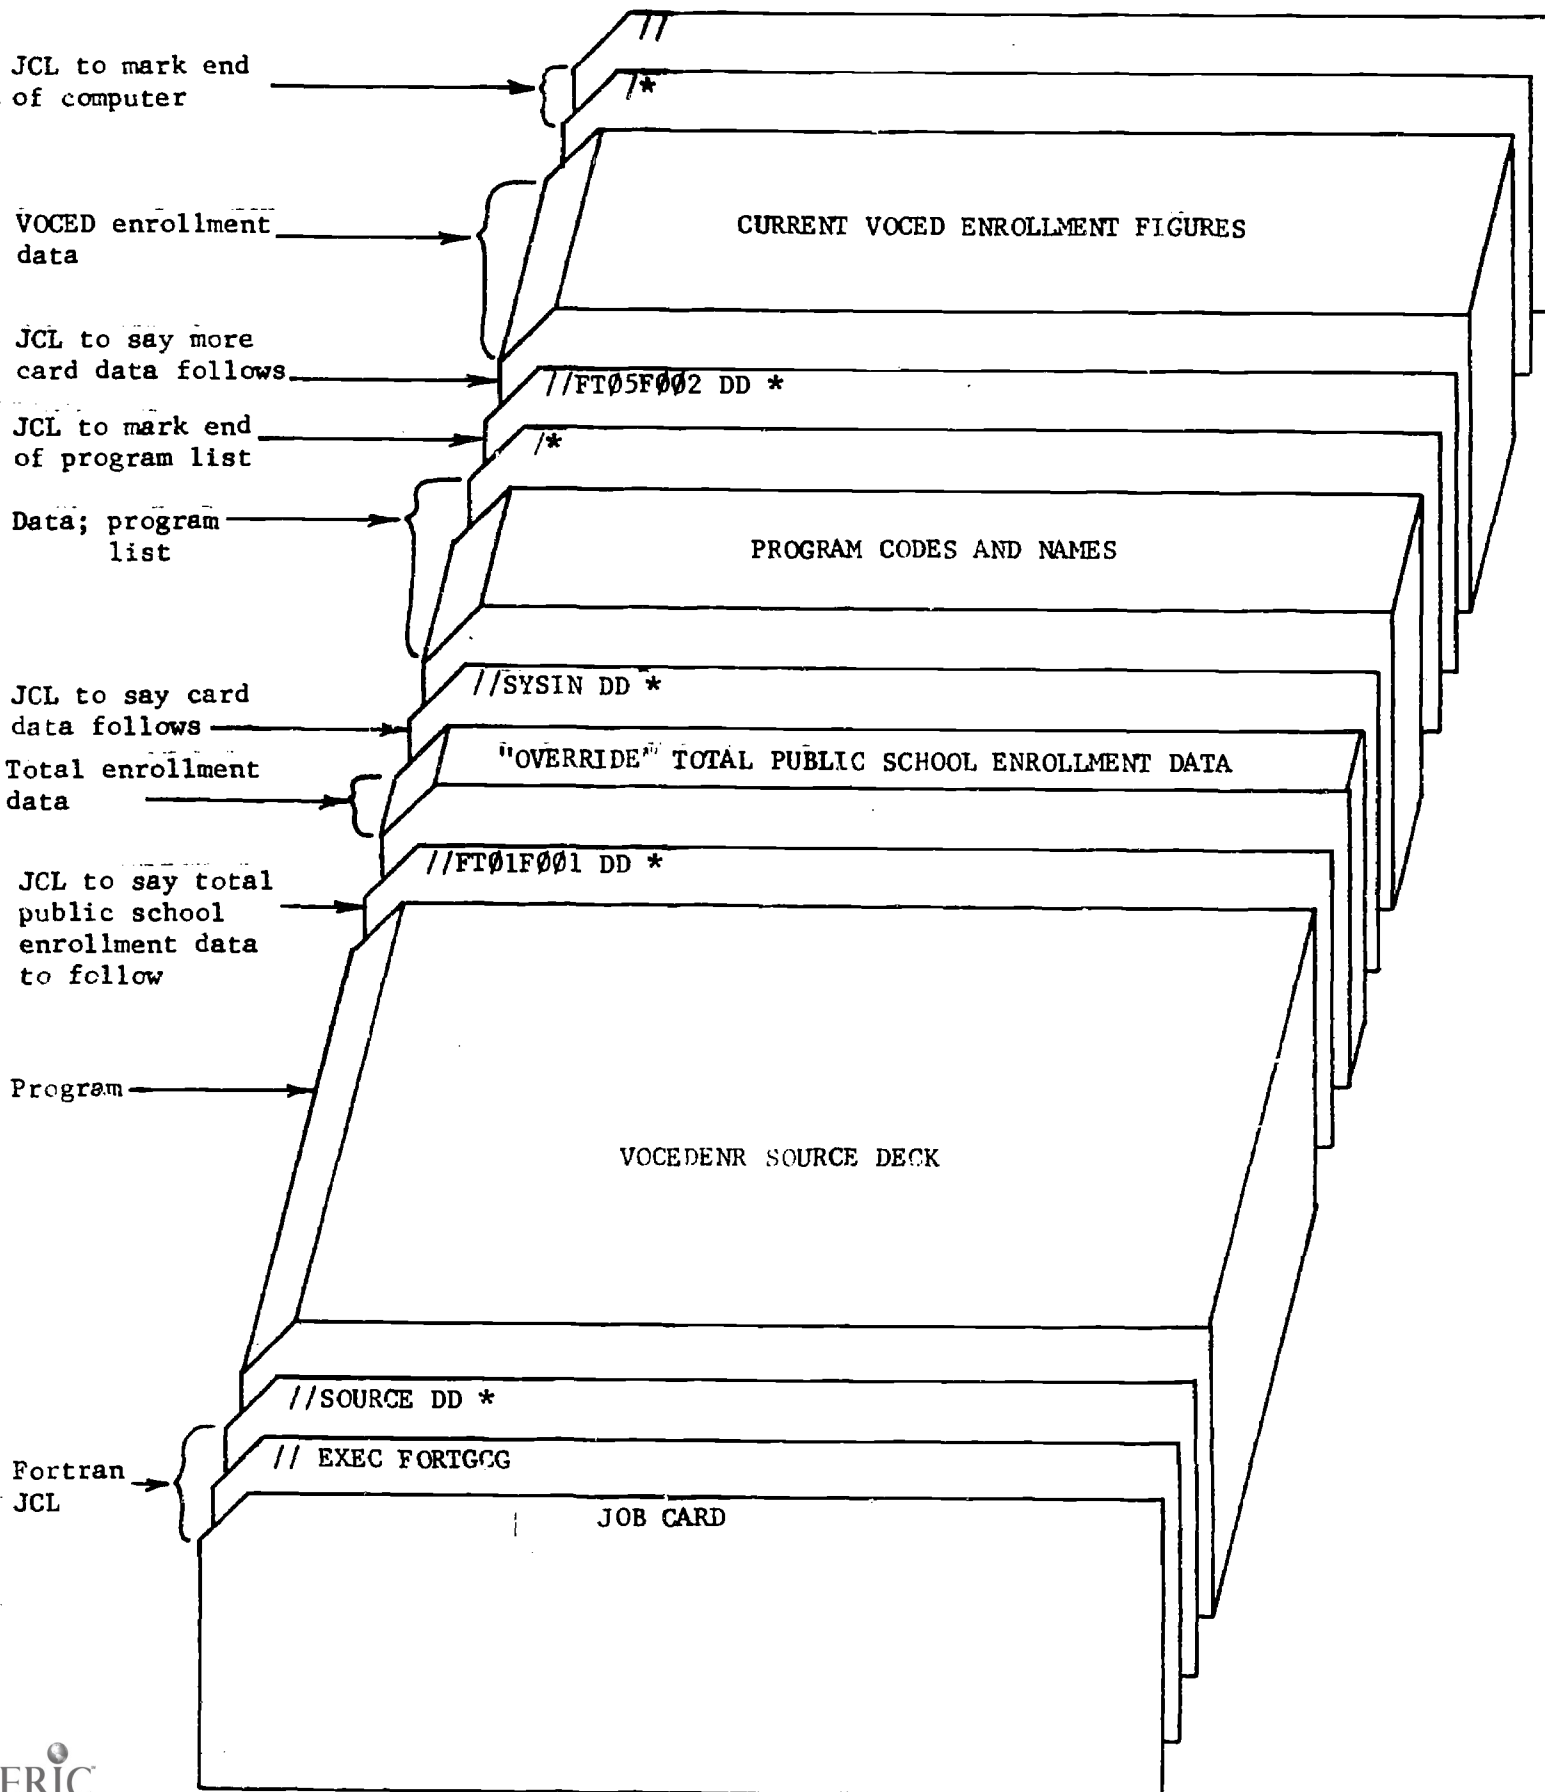 //
JCL to mark end
of computer
/*
VOCED enrollment
data
CURRENT VOCED ENROLLMENT FIGURES
JCL to say more
card data follows
//FTØ5FØØ2 DD *
JCL to mark end
of program list
/*
Data; program
list
PROGRAM CODES AND NAMES
JCL to say card
data follows
//SYSIN DD *
Total enrollment
data
"OVERRIDE" TOTAL PUBLIC SCHOOL ENROLLMENT DATA
JCL to say total
public school
enrollment data
to follow
//FTØ1FØØ1 DD *
Program
VOCEDENR SOURCE DECK
//SOURCE DD *
Fortran
JCL
// EXEC FORTGCG
JOB CARD
ERIC